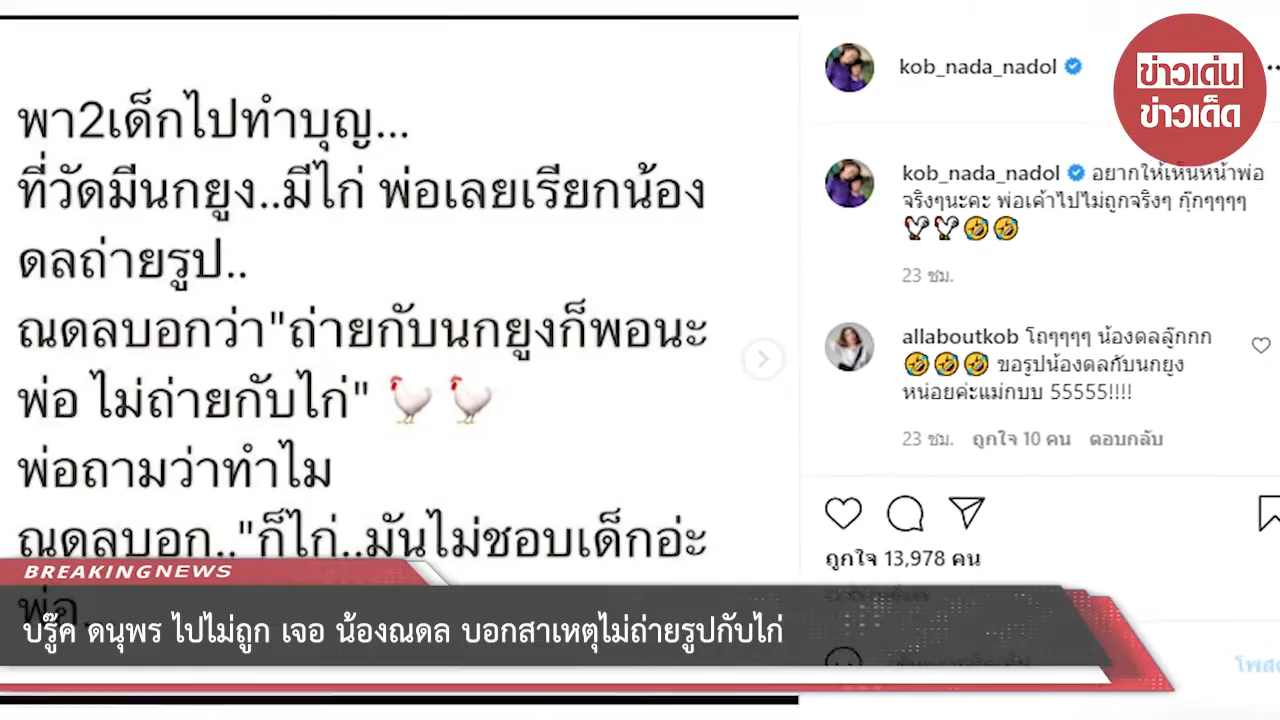 พา2เด็กไปทำบุญ...
ที่วัดมีนกยูง..มีไก่ พ่อเลยเรียกน้อง
ดลถ่ายรูป..
ณดลบอกว่า"ถ่ายกับนกยูงก็พอนะ
พ่อ ไม่ถ่ายกับไก่" 🐓🐓
พ่อถามว่าทำไม
ณดลบอก.."ก็ไก่..มันไม่ชอบเด็กอ่ะ
พ่อ
kob_nada_nadol
ข่าวเด่น
ข่าวเด็ด
kob_nada_nadol อยากให้เห็นหน้าพ่อ
จริงๆนะคะ พ่อเค้าไปไม่ถูกจริงๆ กุ๊กๆๆๆๆ
🐓🐓🤣🤣
23 ชม.
allaboutkob โถๆๆๆๆ น้องดลลู๊กกก
🤣🤣🤣 ขอรูปน้องดลกับนกยูง
หน่อยค่ะแม่กบบ 55555!!!!
23 ชม. ถูกใจ 10 คน ตอบกลับ
ถูกใจ 13,978 คน
BREAKINGNEWS
บรู๊ค ดนุพร ไปไม่ถูก เจอ น้องณดล บอกสาเหตุไม่ถ่ายรูปกับไก่